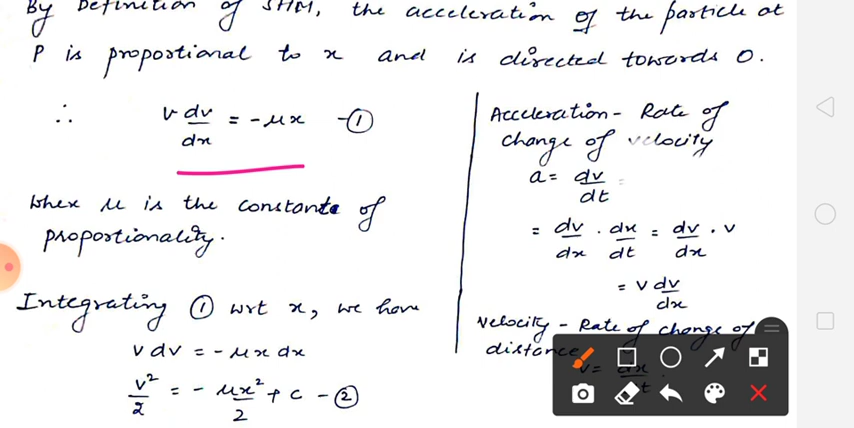 By Definition of SHM, the acceleration of the particle at
P is proportional to x and is directed towards O.
∴ v dv/dx = -μx -①
where μ is the constante of
proportionality.
Integrating ① wrt x, we have
v dv = -μx dx
v²/2 = - μx²/2 + c -②
Acceleration - Rate of
change of velocity
a = dv/dt =
= dv/dx . dx/dt = dv/dx . v
= v dv/dx
Velocity - Rate of change of
distance
v =